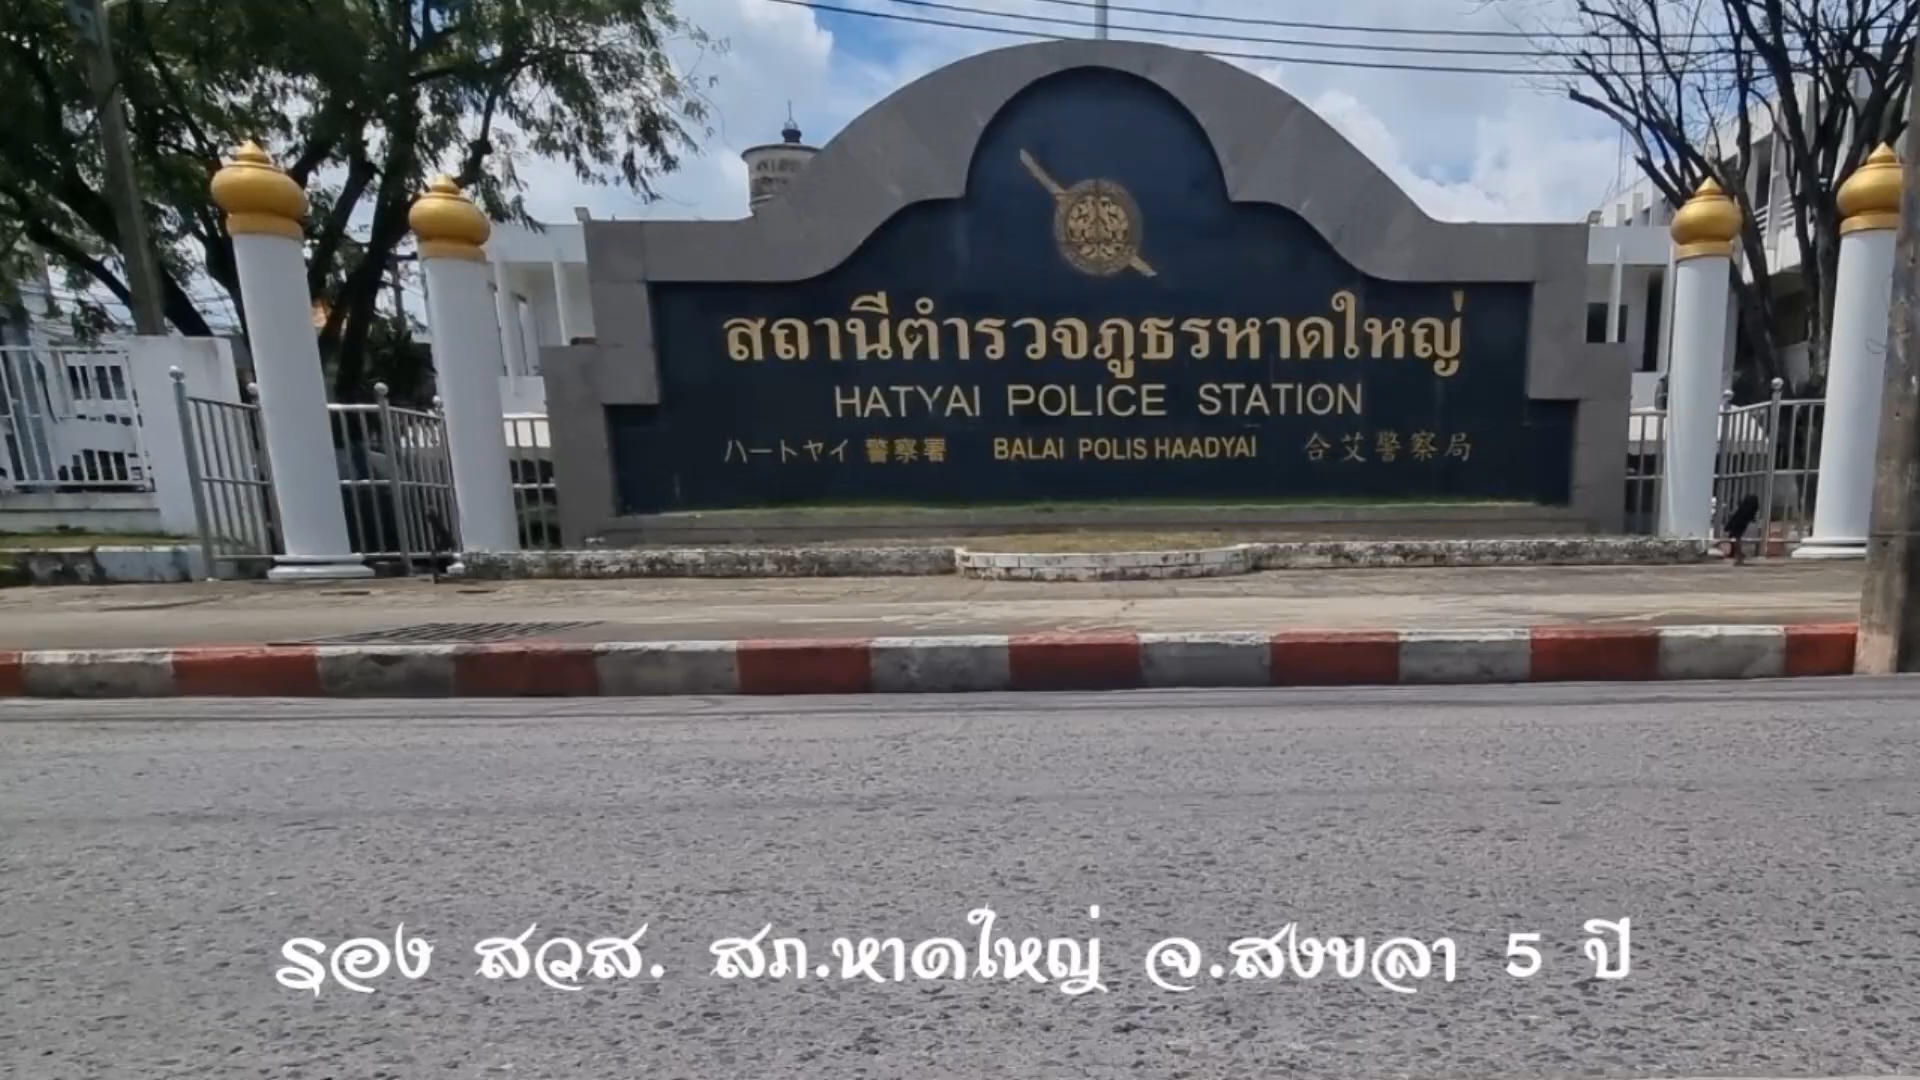 สถานีตำรวจภูธรหาดใหญ่
HATYAI POLICE STATION
ハートヤイ 警察署 BALAI POLIS HAADYAI 合艾警察局
รอง สวส. สภ.หาดใหญ่ จ.สงขลา 5 ปี